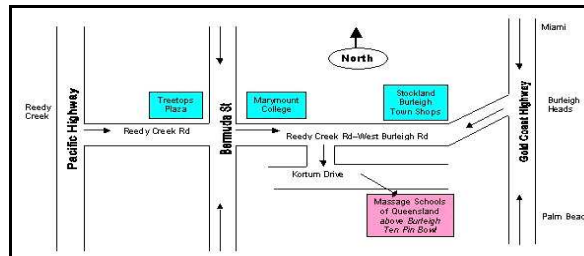 Miami
North
Reedy
Creek
Pacific Highway
Treetops
Plaza
Bermuda St
Marymount
College
Stockland
Burleigh
Town Shops
Gold Coast Highway
Burleigh
Heads
Reedy Creek Rd
Reedy Creek Rd-West Burleigh Rd
Kortum Drive
Massage Schools
of Queensland
above Burleigh
Ten Pin Bowl
Palm Beac